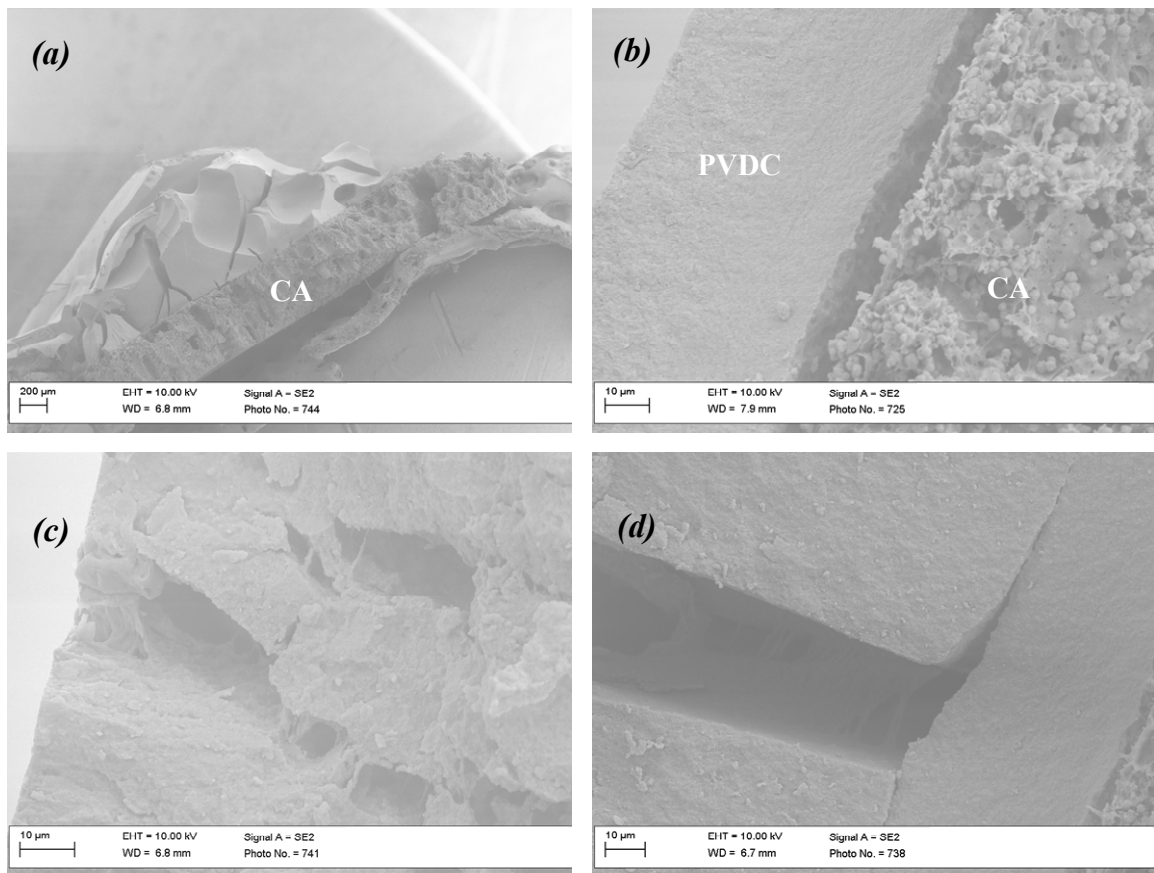 (a)
CA
200 µm
EHT = 10.00 kV
Signal A = SE2
WD = 6.8 mm
Photo No. = 744
(b)
PVDC
CA
10 µm
EHT = 10.00 kV
Signal A = SE2
WD = 7.9 mm
Photo No. = 725
(c)
10 µm
EHT = 10.00 kV
Signal A = SE2
WD = 6.8 mm
Photo No. = 741
(d)
10 µm
EHT = 10.00 kV
Signal A = SE2
WD = 6.7 mm
Photo No. = 738